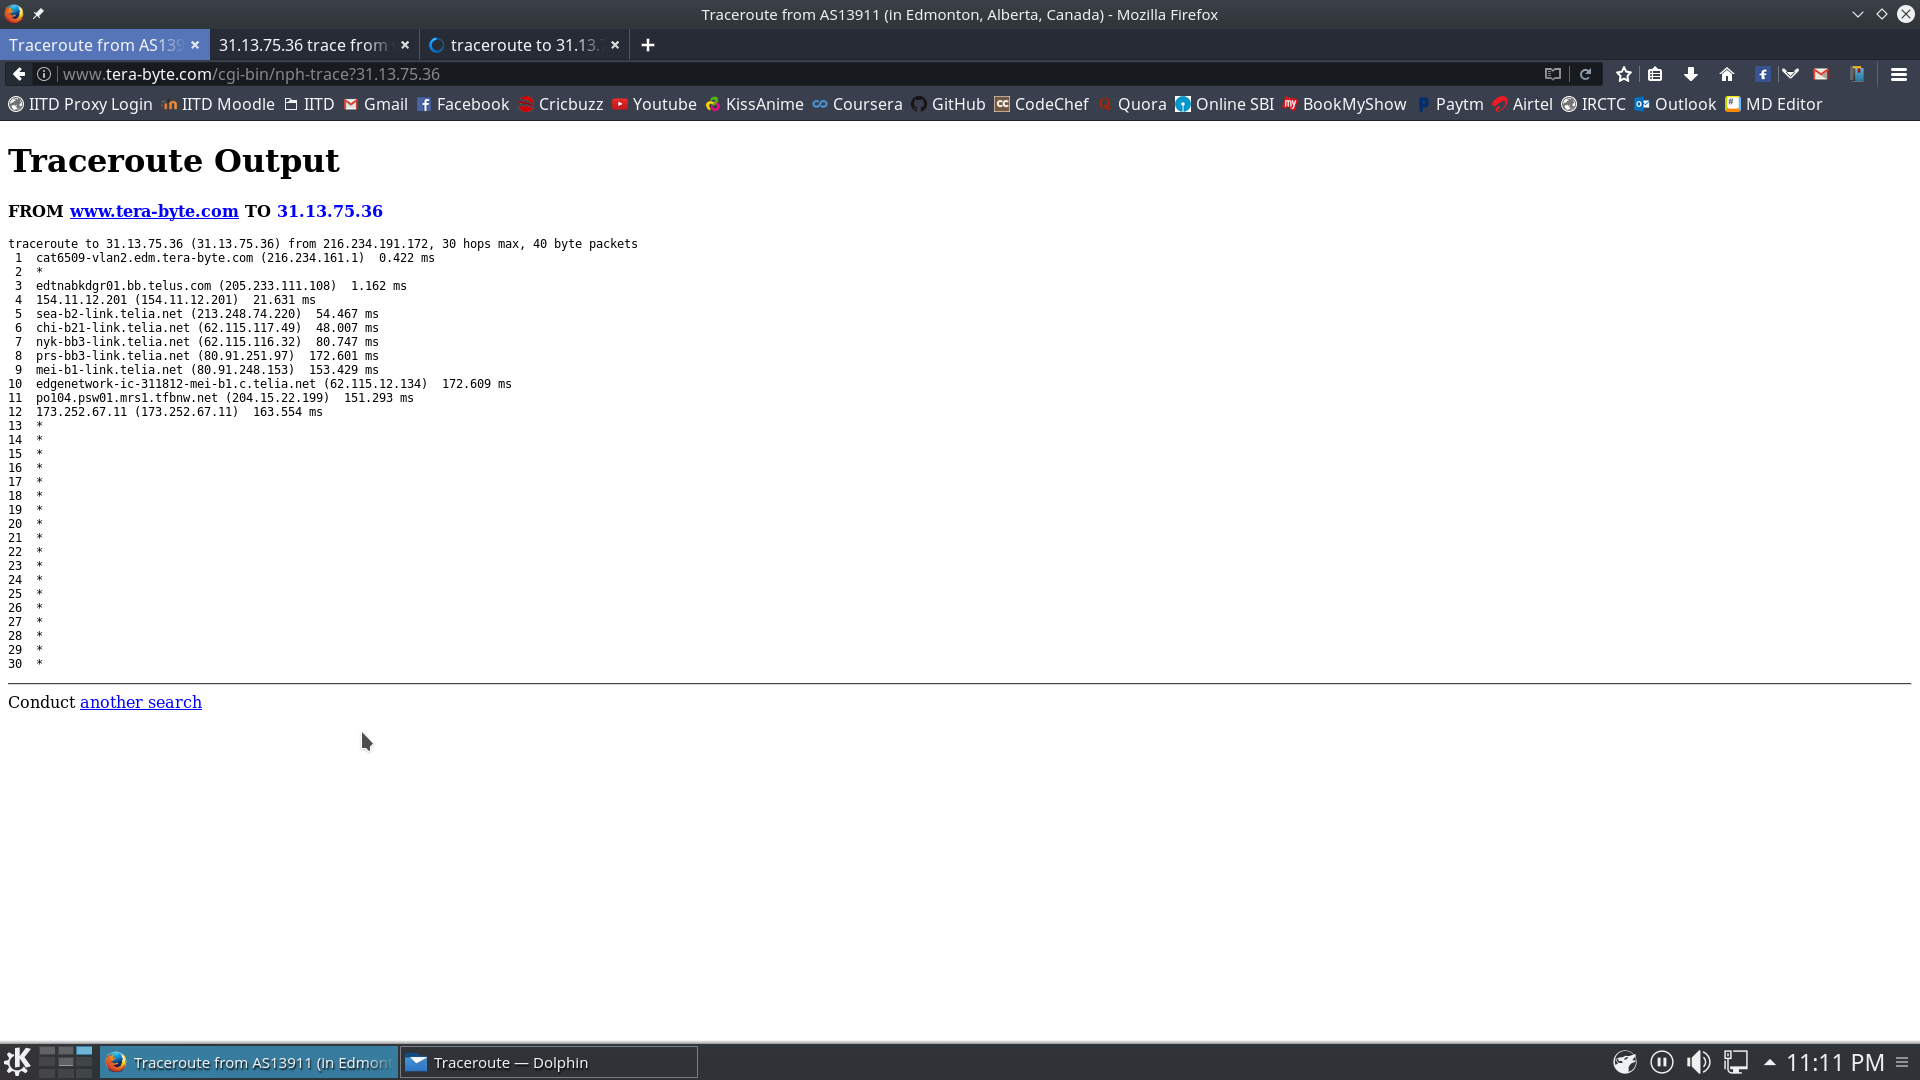 Traceroute from AS13911 (in Edmonton, Alberta, Canada) - Mozilla Firefox
Traceroute from AS139
31.13.75.36 trace from
traceroute to 31.13.
www.tera-byte.com/cgi-bin/nph-trace?31.13.75.36
IITD Proxy Login IITD Moodle IITD Gmail Facebook Cricbuzz Youtube KissAnime Coursera GitHub CodeChef Quora Online SBI BookMyShow Paytm Airtel IRCTC Outlook MD Editor
Traceroute Output
FROM www.tera-byte.com TO 31.13.75.36
traceroute to 31.13.75.36 (31.13.75.36) from 216.234.191.172, 30 hops max, 40 byte packets
1 cat6509-vlan2.edm.tera-byte.com (216.234.161.1) 0.422 ms
2 *
3 edtnabkdgr01.bb.telus.com (205.233.111.108) 1.162 ms
4 154.11.12.201 (154.11.12.201) 21.631 ms
5 sea-b2-link.telia.net (213.248.74.220) 54.467 ms
6 chi-b21-link.telia.net (62.115.117.49) 48.007 ms
7 nyk-bb3-link.telia.net (62.115.116.32) 80.747 ms
8 prs-bb3-link.telia.net (80.91.251.97) 172.601 ms
9 mei-b1-link.telia.net (80.91.248.153) 153.429 ms
10 edgenetwork-ic-311812-mei-b1.c.telia.net (62.115.12.134) 172.609 ms
11 po104.psw01.mrs1.tfbnw.net (204.15.22.199) 151.293 ms
12 173.252.67.11 (173.252.67.11) 163.554 ms
13 *
14 *
15 *
16 *
17 *
18 *
19 *
20 *
21 *
22 *
23 *
24 *
25 *
26 *
27 *
28 *
29 *
30 *
Conduct another search
Traceroute from AS13911 (in Edmon
Traceroute — Dolphin
11:11 PM